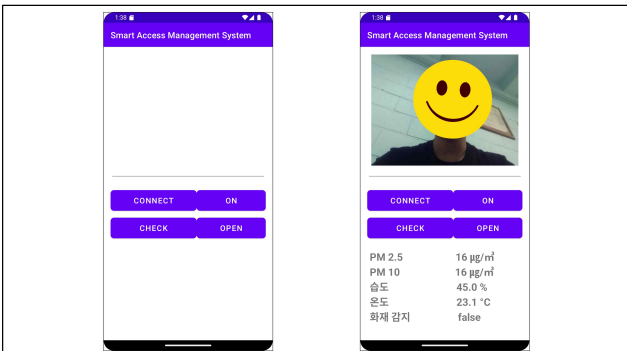 1:38
Smart Access Management System
CONNECT ON
CHECK OPEN
1:38
Smart Access Management System
CONNECT ON
CHECK OPEN
PM 2.5 16 μg/㎥
PM 10 16 μg/㎥
습도 45.0 %
온도 23.1 °C
화재 감지 false